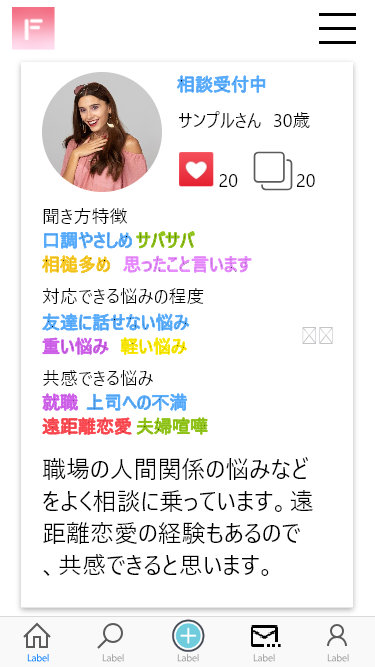 F
相談受付中
サンプルさん 30歳
20 20
聞き方特徴
口調やさしめ サバサバ
相槌多め 思ったこと言います
対応できる悩みの程度
友達に話せない悩み
重い悩み 軽い悩み
共感できる悩み
就職 上司への不満
遠距離恋愛 夫婦喧嘩
職場の人間関係の悩みなど
をよく相談に乗っています。遠
距離恋愛の経験もあるので
、共感できると思います。
Label Label Label Label Label